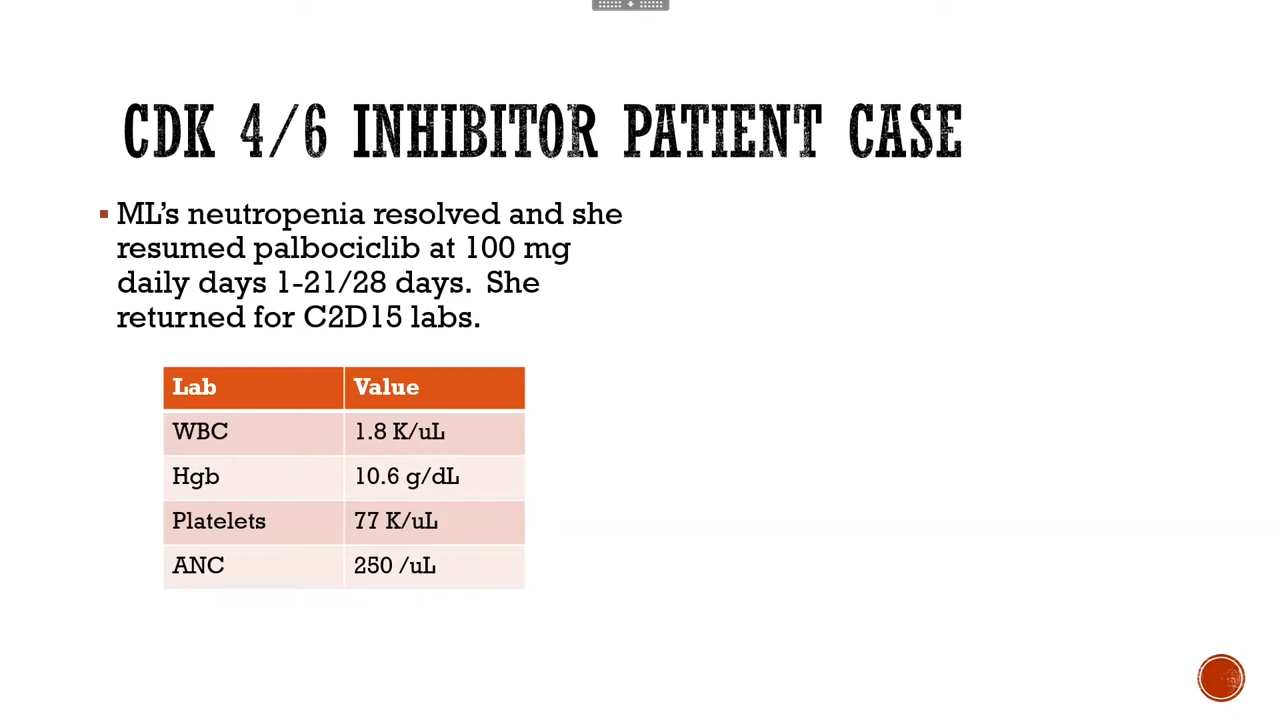 CDK 4/6 INHIBITOR PATIENT CASE
ML's neutropenia resolved and she
resumed palbociclib at 100 mg
daily days 1-21/28 days.  She
returned for C2D15 labs.
Lab Value
WBC 1.8 K/uL
Hgb 10.6 g/dL
Platelets 77 K/uL
ANC 250 /uL